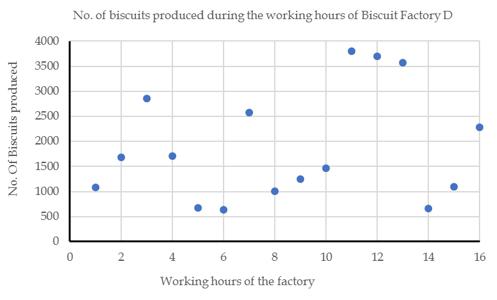 No. of biscuits produced during the working hours of Biscuit Factory D
No. Of Biscuits produced
4000
3500
3000
2500
2000
1500
1000
500
0
0 2 4 6 8 10 12 14 16
Working hours of the factory